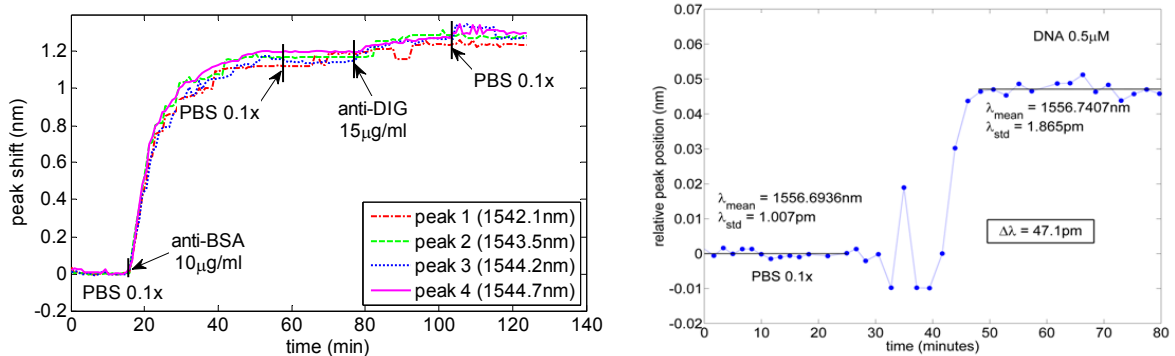 1.2
1
0.8
0.6
0.4
0.2
0
-0.2
peak shift (nm)
0
20
40
60
80
100
120
140
time (min)
PBS 0.1x
anti-BSA
10μg/ml
PBS 0.1x
anti-DIG
15μg/ml
PBS 0.1x
peak 1 (1542.1nm)
peak 2 (1543.5nm)
peak 3 (1544.2nm)
peak 4 (1544.7nm)
0.07
0.06
0.05
0.04
0.03
0.02
0.01
0
-0.01
-0.02
relative peak position (nm)
0
10
20
30
40
50
60
70
80
time (minutes)
DNA 0.5μM
λmean = 1556.7407nm
λstd = 1.865pm
λmean = 1556.6936nm
λstd = 1.007pm
Δλ = 47.1pm
PBS 0.1x